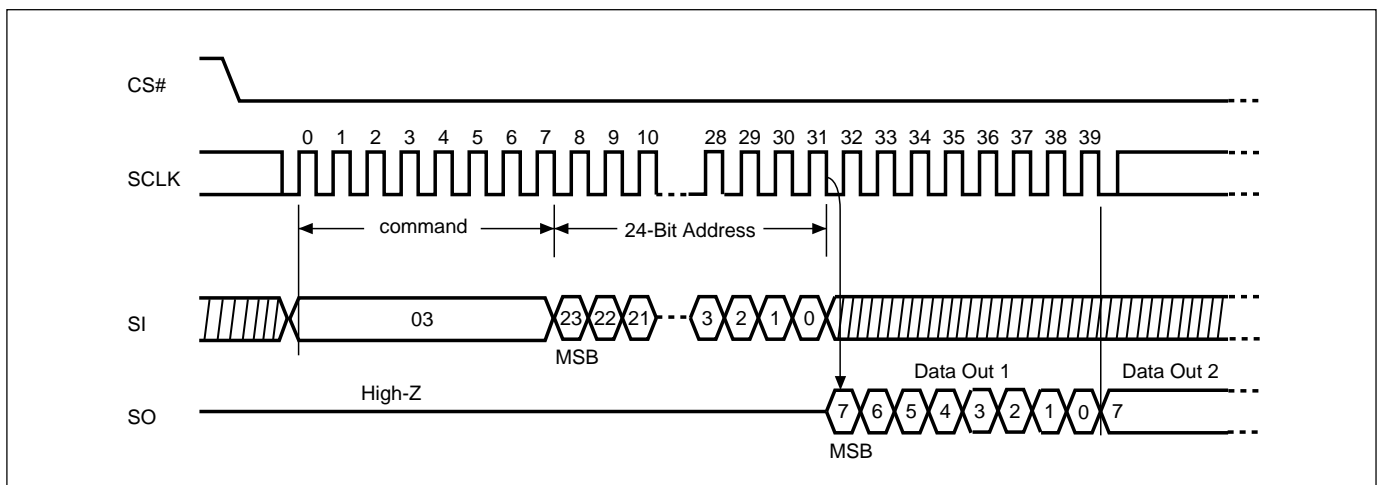 CS#
0 1 2 3 4 5 6 7 8 9 10 28 29 30 31 32 33 34 35 36 37 38 39
SCLK
command 24-Bit Address
SI 03 23 22 21 3 2 1 0
MSB
High-Z Data Out 1 Data Out 2
SO 7 6 5 4 3 2 1 0 7
MSB